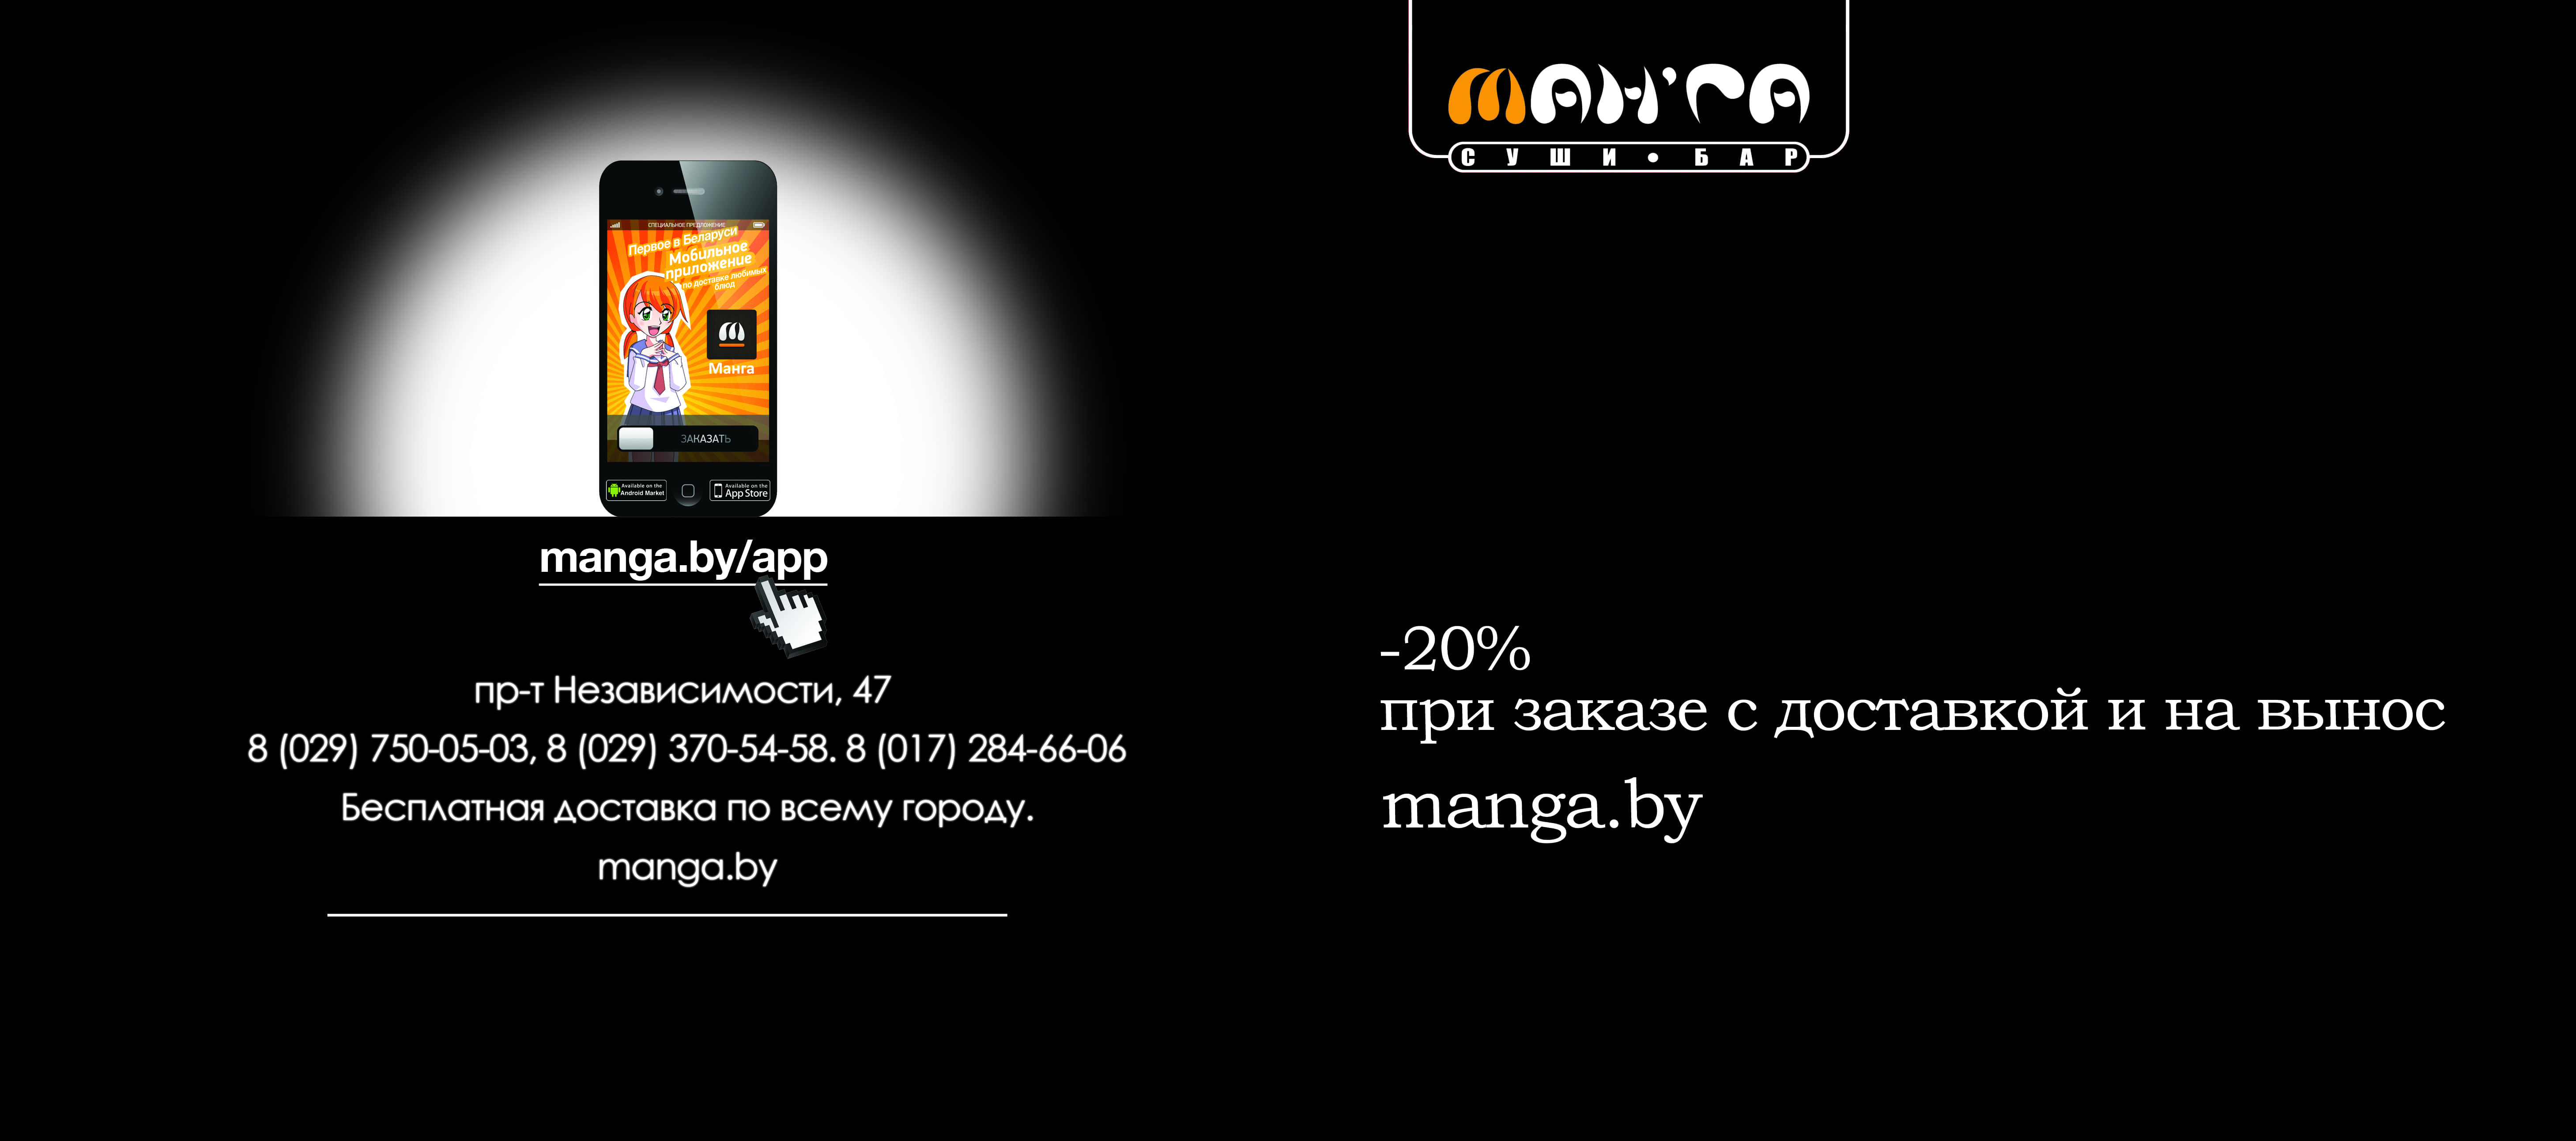 СПЕЦИАЛЬНОЕ ПРЕДЛОЖЕНИЕ
Первое в Беларуси
Мобильное
приложение
по доставке любимых
блюд
Манга
ЗАКАЗАТЬ
Available on the
Android Market
Available on the
App Store
manga.by/app
пр-т Независимости, 47
8 (029) 750-05-03, 8 (029) 370-54-58. 8 (017) 284-66-06
Бесплатная доставка по всему городу.
manga.by
МАН'ГА
СУШИ • БАР
-20%
при заказе с доставкой и на вынос
manga.by